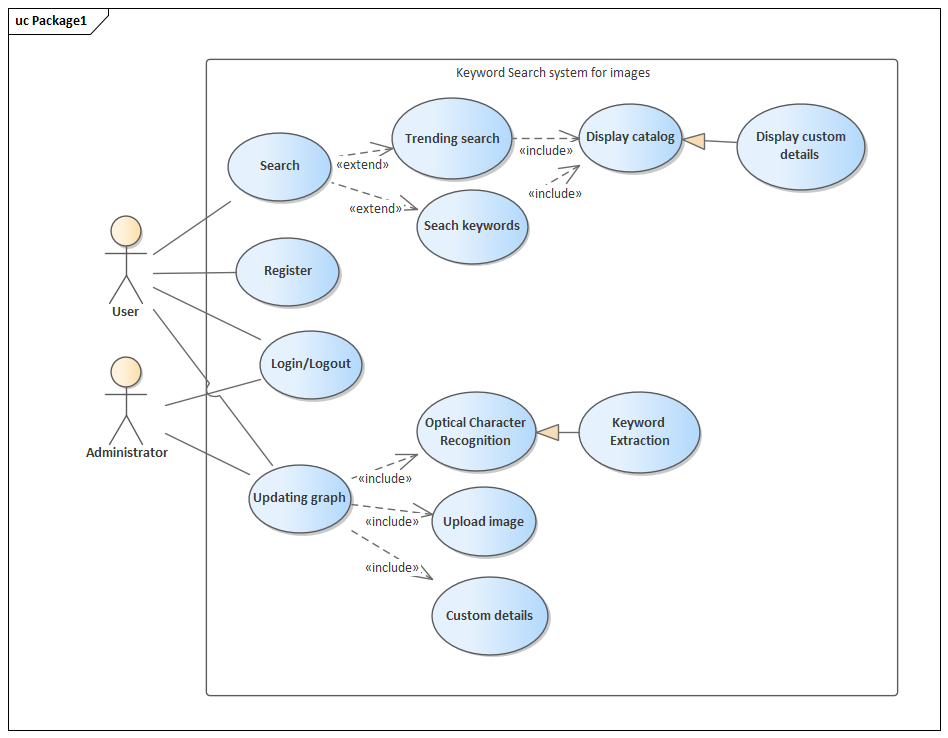 uc Package1
Keyword Search system for images
Search
«extend»
«extend»
Trending search
Seach keywords
«include»
«include»
Display catalog
Display custom
details
User
Register
Login/Logout
Administrator
Updating graph
«include»
«include»
«include»
Optical Character
Recognition
Keyword
Extraction
Upload image
Custom details